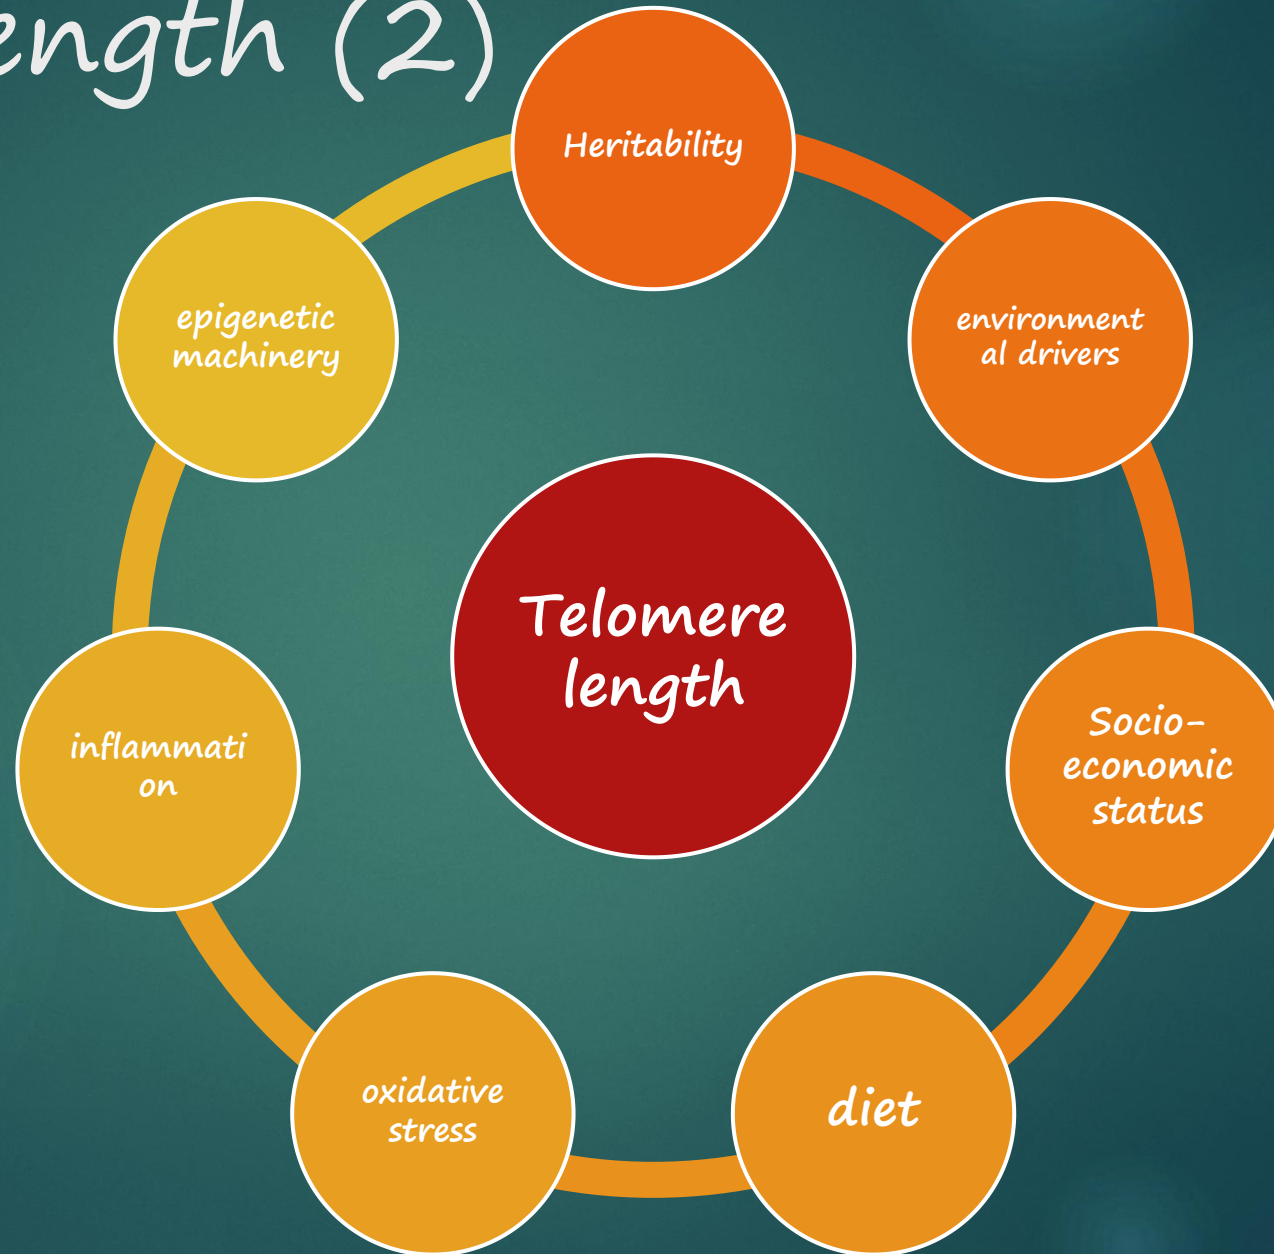 ength (2)
Heritability
epigenetic
machinery
environment
al drivers
Telomere
length
Socio-
economic
status
inflammati
on
oxidative
stress
diet